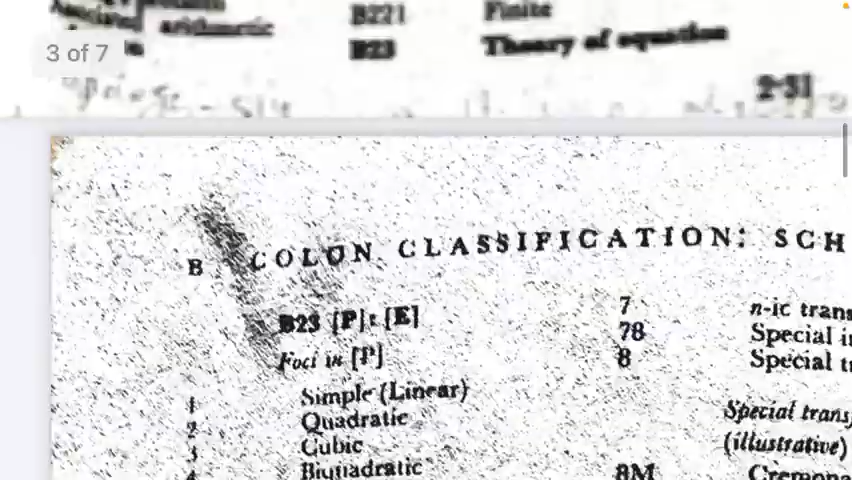 arithmetic B221 Finite
3 of 7
B23 Theory of equation
2·31
B COLON CLASSIFICATION: SCH
B23 [P]: [E]
Foci in [P]
1 Simple (Linear)
2 Quadratic
3 Cubic
4 Biquadratic
7 n-ic trans
78 Special i
8 Special t
Special trans
(illustrative)
8M Cremona